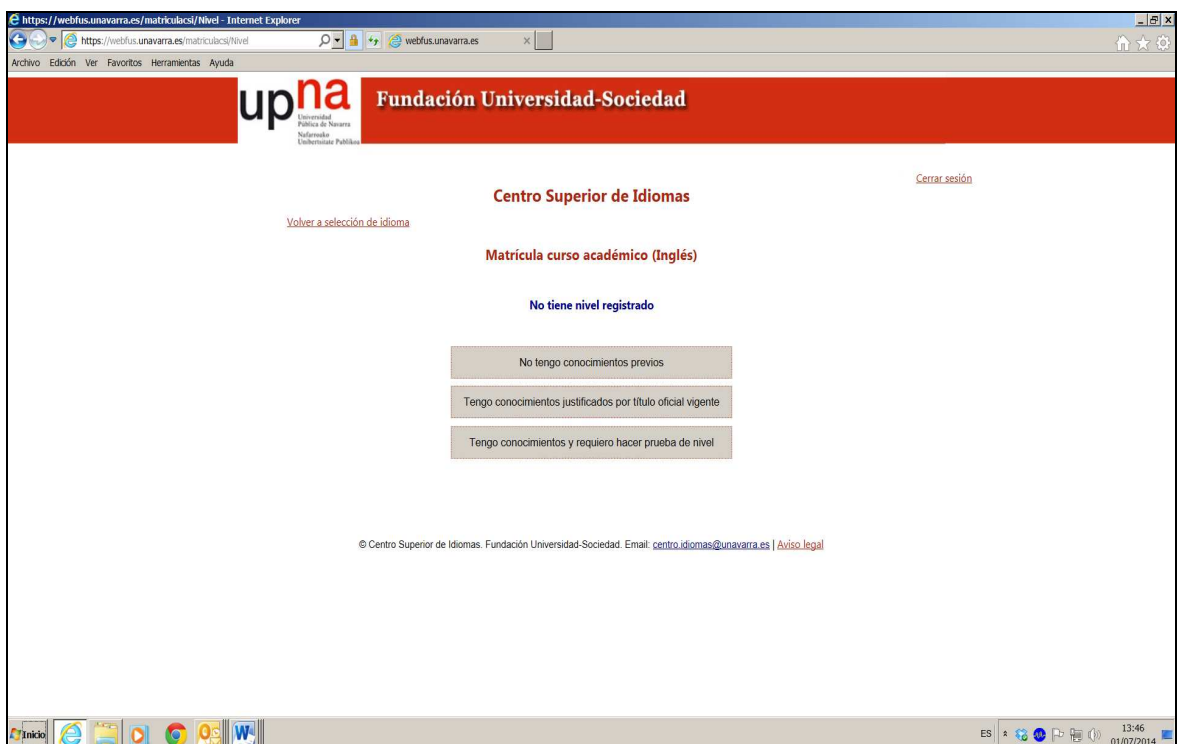 https://webfus.unavarra.es/matriculacsi/Nivel - Internet Explorer
https://webfus.unavarra.es/matriculacsi/Nivel
webfus.unavarra.es
Archivo Edición Ver Favoritos Herramientas Ayuda
upna
Universidad
Pública de Navarra
Nafarroako
Unibertsitate Publikoa
Fundación Universidad-Sociedad
Cerrar sesión
Centro Superior de Idiomas
Volver a selección de idioma
Matrícula curso académico (Inglés)
No tiene nivel registrado
No tengo conocimientos previos
Tengo conocimientos justificados por título oficial vigente
Tengo conocimientos y requiero hacer prueba de nivel
© Centro Superior de Idiomas. Fundación Universidad-Sociedad. Email: centro.idiomas@unavarra.es | Aviso legal
Inicio
ES
13:46
01/07/2014